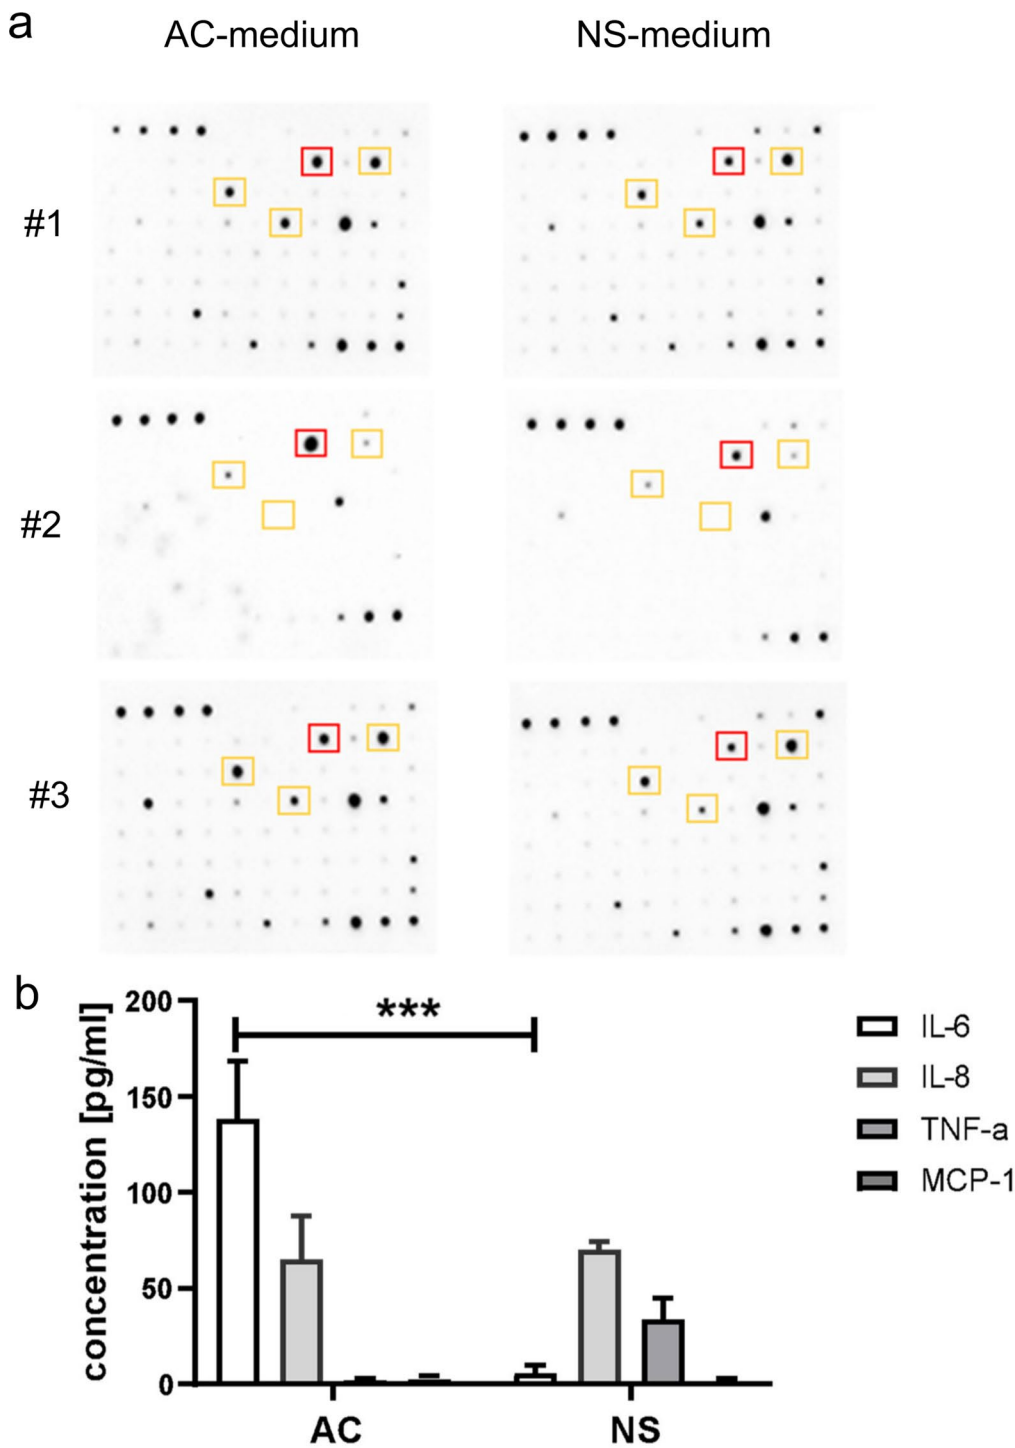 a
AC-medium
NS-medium
#1
#2
#3
b
***
concentration [pg/ml]
200
150
100
50
0
AC
NS
IL-6
IL-8
TNF-a
MCP-1